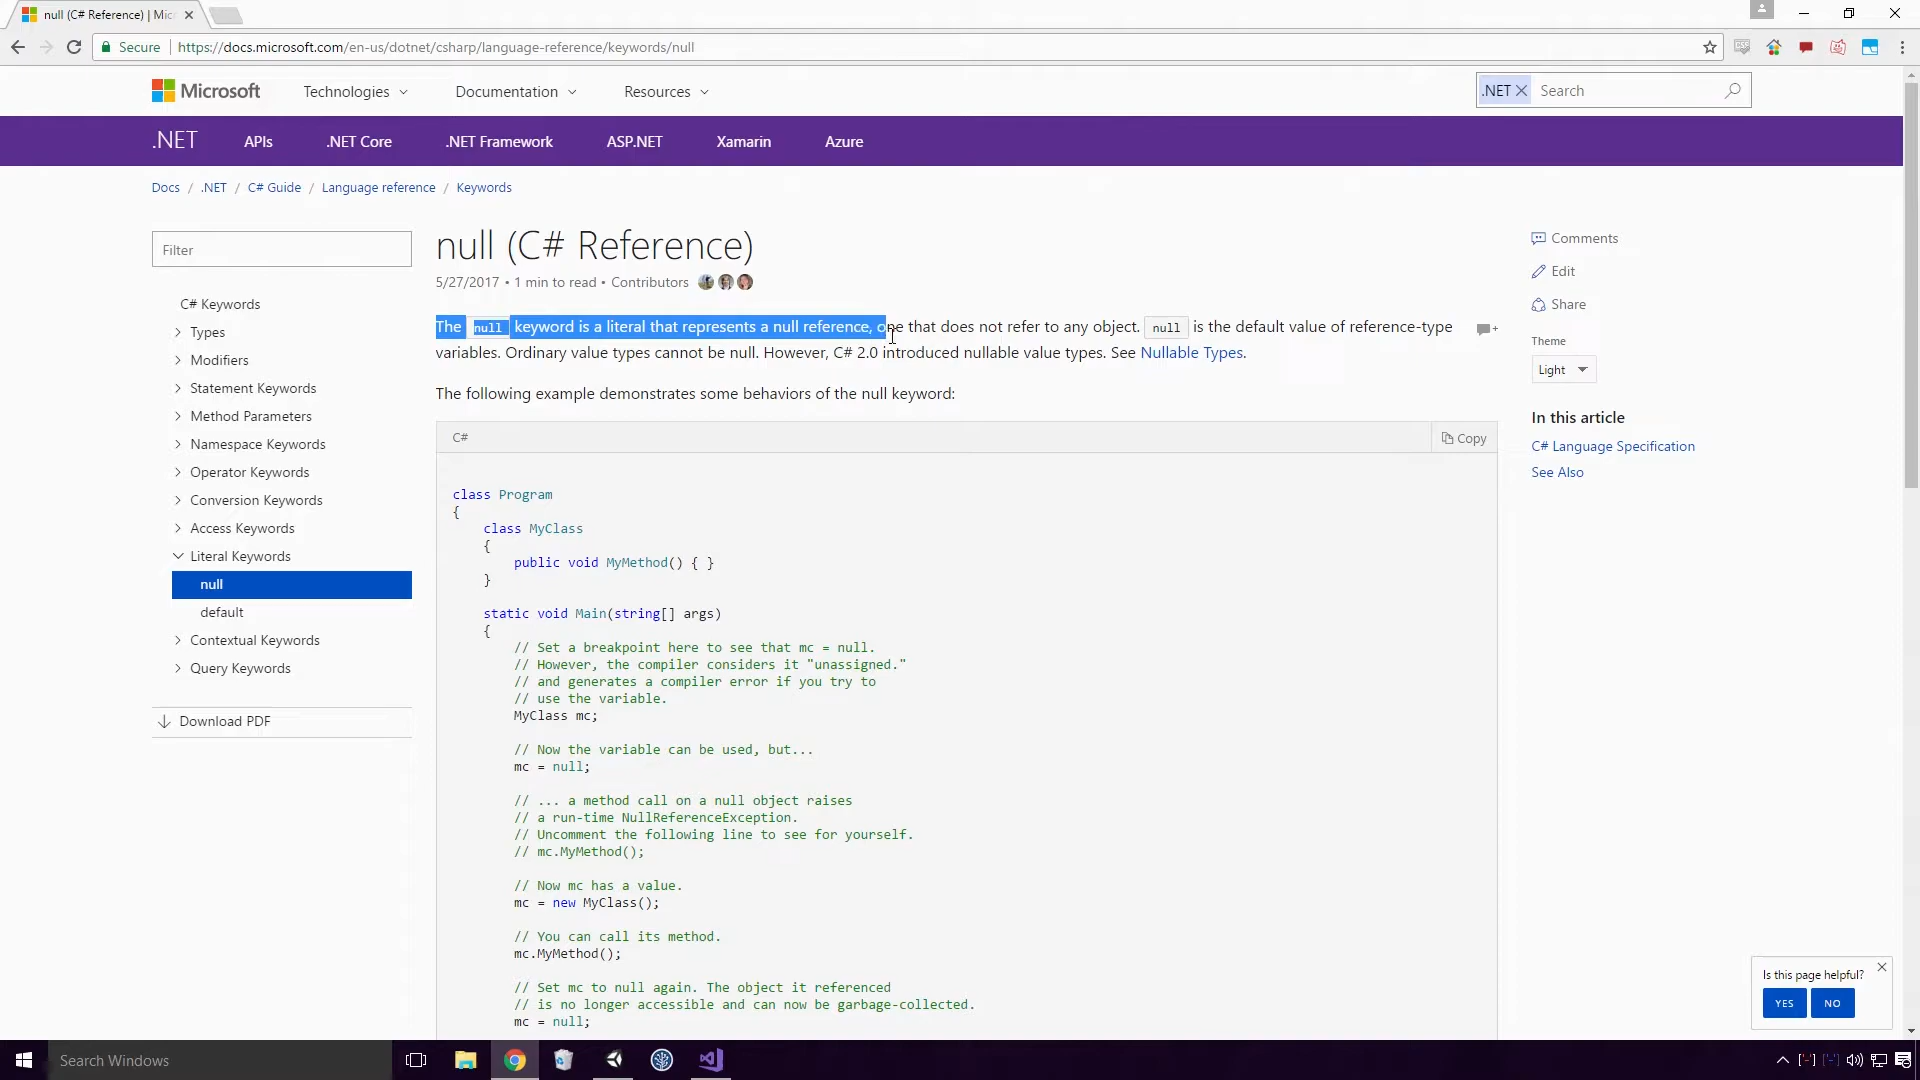 null (C# Reference) | Mic
Secure | https://docs.microsoft.com/en-us/dotnet/csharp/language-reference/keywords/null
Microsoft Technologies Documentation Resources .NET Search
.NET APIs .NET Core .NET Framework ASP.NET Xamarin Azure
Docs / .NET / C# Guide / Language reference / Keywords
Filter
C# Keywords
Types
Modifiers
Statement Keywords
Method Parameters
Namespace Keywords
Operator Keywords
Conversion Keywords
Access Keywords
Literal Keywords
null
default
Contextual Keywords
Query Keywords
Download PDF
null (C# Reference)
5/27/2017 • 1 min to read • Contributors
The null keyword is a literal that represents a null reference, one that does not refer to any object. null is the default value of reference-type
variables. Ordinary value types cannot be null. However, C# 2.0 introduced nullable value types. See Nullable Types.
The following example demonstrates some behaviors of the null keyword:
C# Copy
class Program
{
    class MyClass
    {
        public void MyMethod() { }
    }
    static void Main(string[] args)
    {
        // Set a breakpoint here to see that mc = null.
        // However, the compiler considers it "unassigned."
        // and generates a compiler error if you try to
        // use the variable.
        MyClass mc;
        // Now the variable can be used, but...
        mc = null;
        // ... a method call on a null object raises
        // a run-time NullReferenceException.
        // Uncomment the following line to see for yourself.
        // mc.MyMethod();
        // Now mc has a value.
        mc = new MyClass();
        // You can call its method.
        mc.MyMethod();
        // Set mc to null again. The object it referenced
        // is no longer accessible and can now be garbage-collected.
        mc = null;
Comments
Edit
Share
Theme
Light
In this article
C# Language Specification
See Also
Is this page helpful?
YES NO
Search Windows